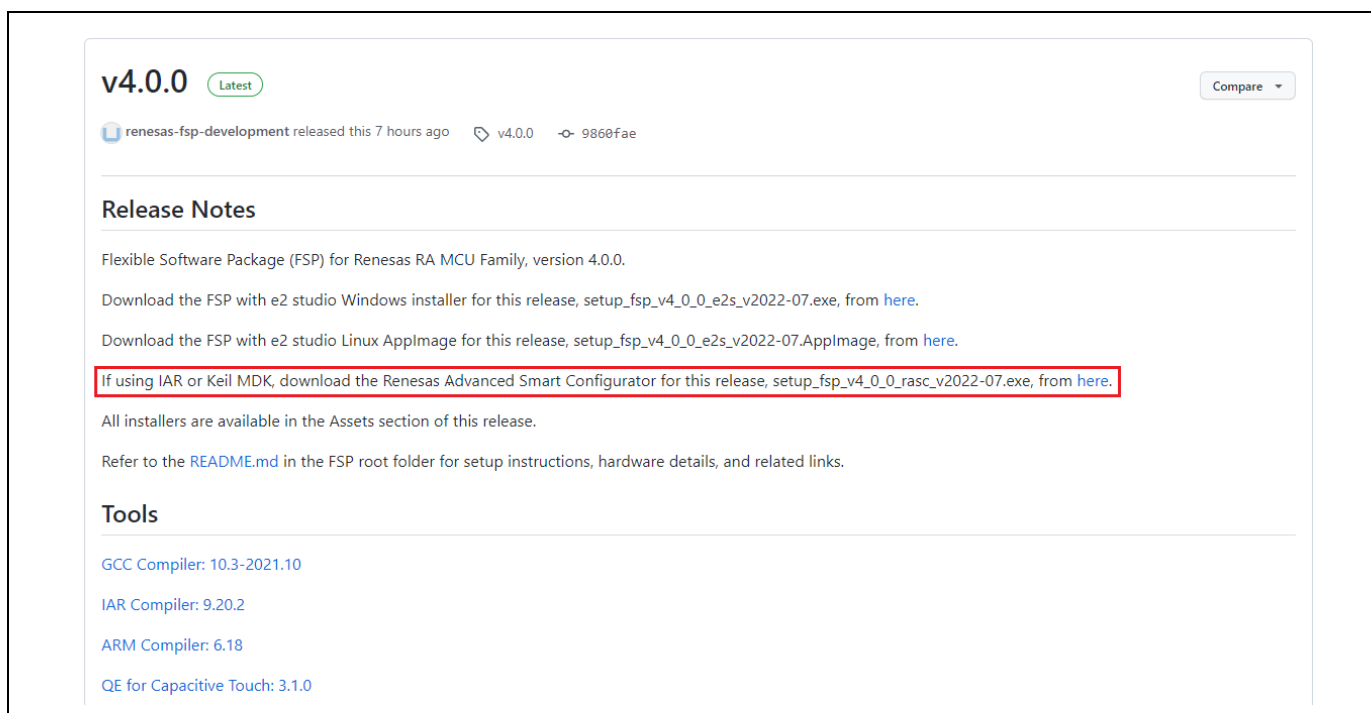 v4.0.0 Latest
Compare
renesas-fsp-development released this 7 hours ago v4.0.0 9860fae
Release Notes
Flexible Software Package (FSP) for Renesas RA MCU Family, version 4.0.0.
Download the FSP with e2 studio Windows installer for this release, setup_fsp_v4_0_0_e2s_v2022-07.exe, from here.
Download the FSP with e2 studio Linux AppImage for this release, setup_fsp_v4_0_0_e2s_v2022-07.AppImage, from here.
If using IAR or Keil MDK, download the Renesas Advanced Smart Configurator for this release, setup_fsp_v4_0_0_rasc_v2022-07.exe, from here.
All installers are available in the Assets section of this release.
Refer to the README.md in the FSP root folder for setup instructions, hardware details, and related links.
Tools
GCC Compiler: 10.3-2021.10
IAR Compiler: 9.20.2
ARM Compiler: 6.18
QE for Capacitive Touch: 3.1.0